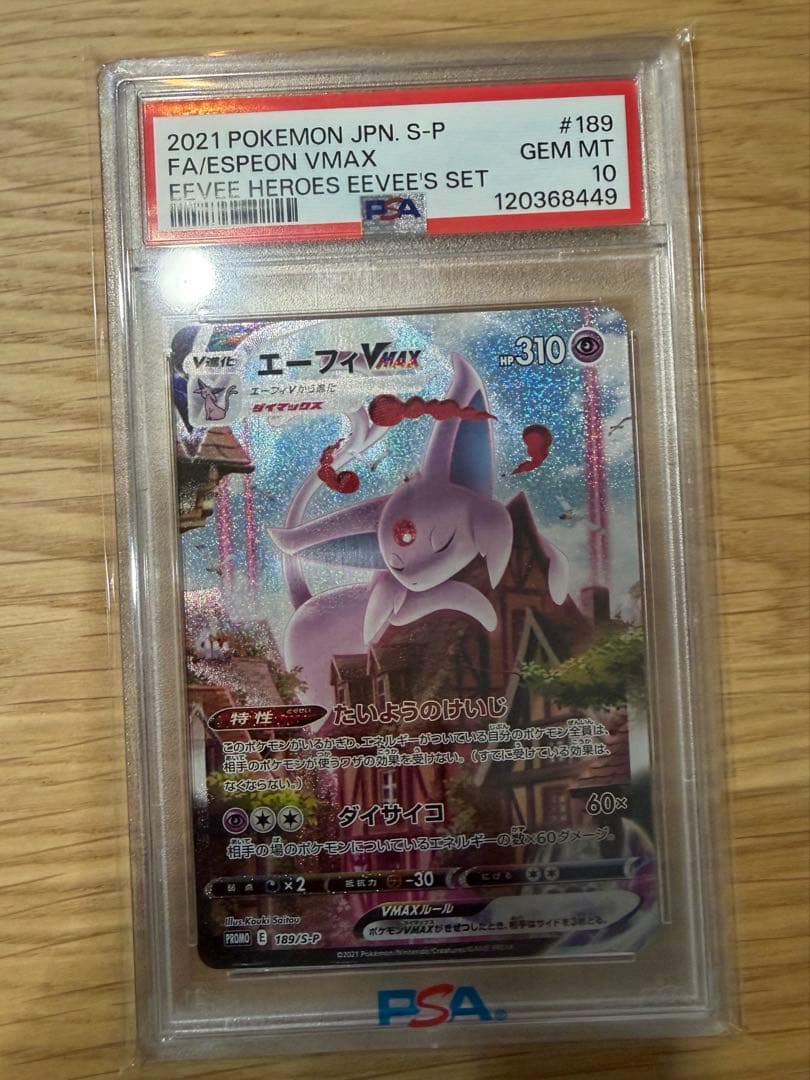 2021 POKEMON JPN. S-P #189
FA/ESPEON VMAX GEM MT
EEVEE HEROES EEVEE'S SET 10
120368449
PSA
V進化 エーフィVMAX HP310
エーフィVから進化
ダイマックス
特性 たいようのけいじ
このポケモンがいるかぎり、エネルギーがついている自分のポケモン全員は、
相手のポケモンが使うワザの効果を受けない。(すでに受けている効果は、
なくならない。)
ダイサイコ 60×
相手の場のポケモンについているエネルギーの数×60ダメージ。
弱点 ×2 抵抗力 -30 にげる
VMAXルール
ポケモンVMAXがきぜつしたとき、相手はサイドを3枚とる。
Illus. Kouki Saitou
PROMO E 189/S-P
©2021 Pokémon/Nintendo/Creatures/GAME FREAK
PSA